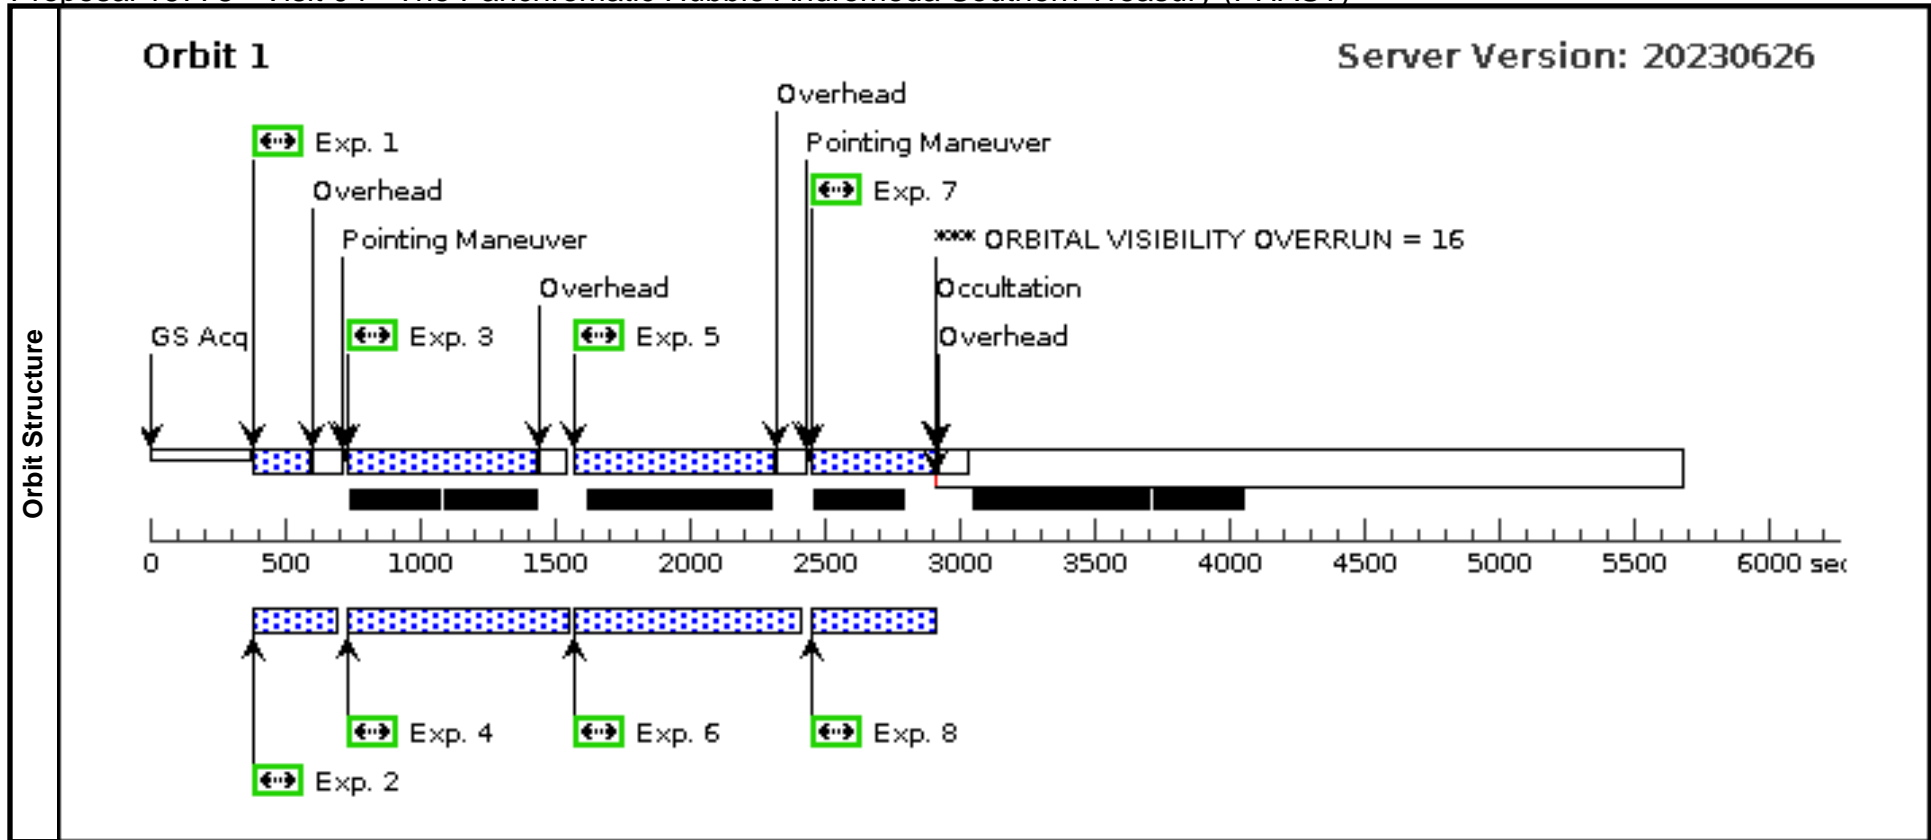 Orbit 1
Server Version: 20230626
Overhead
Exp. 1
Pointing Maneuver
Overhead
Exp. 7
Pointing Maneuver
*** ORBITAL VISIBILITY OVERRUN = 16
Overhead
Occultation
GS Acq
Exp. 3
Exp. 5
Overhead
Orbit Structure
0 500 1000 1500 2000 2500 3000 3500 4000 4500 5000 5500 6000 sec
Exp. 4
Exp. 6
Exp. 8
Exp. 2